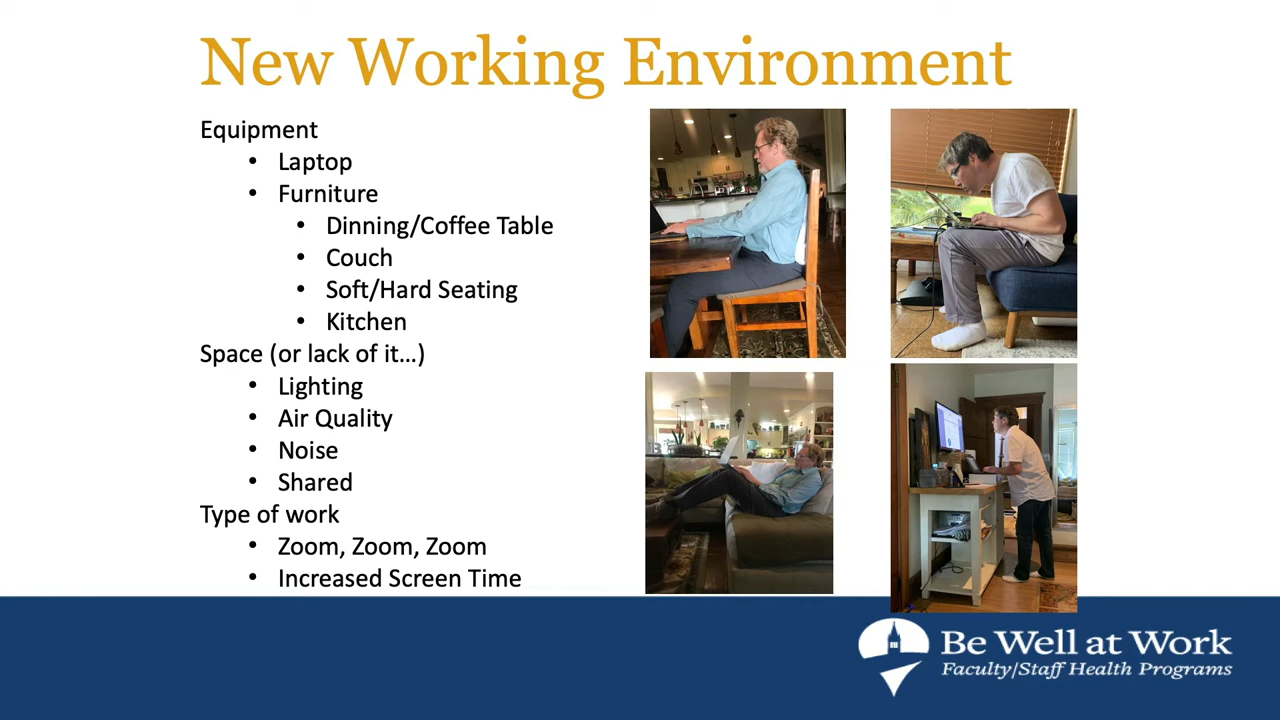 New Working Environment
Equipment
• Laptop
• Furniture
• Dinning/Coffee Table
• Couch
• Soft/Hard Seating
• Kitchen
Space (or lack of it…)
• Lighting
• Air Quality
• Noise
• Shared
Type of work
• Zoom, Zoom, Zoom
• Increased Screen Time
Be Well at Work
Faculty/Staff Health Programs